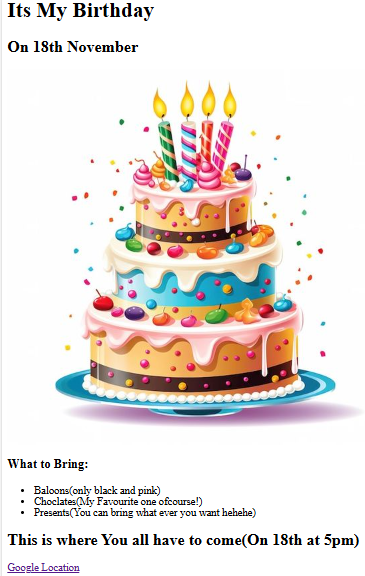 Its My Birthday
On 18th November
What to Bring:
Baloons(only black and pink)
Choclates(My Favourite one ofcourse!)
Presents(You can bring what ever you want hehehe)
This is where You all have to come(On 18th at 5pm)
Google Location